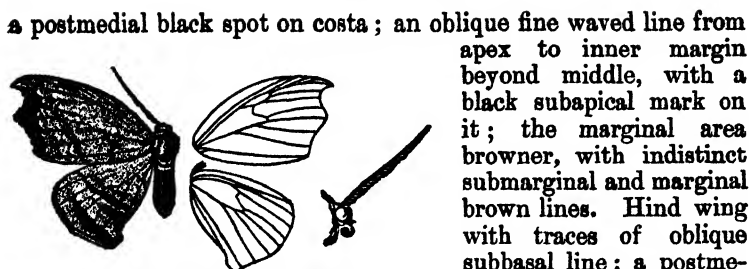 a postmedial black spot on costa; an oblique fine waved line from
apex to inner margin
beyond middle, with a
black subapical mark on
it; the marginal area
browner, with indistinct
submarginal and marginal
brown lines. Hind wing
with traces of oblique
subbasal line; a postme-